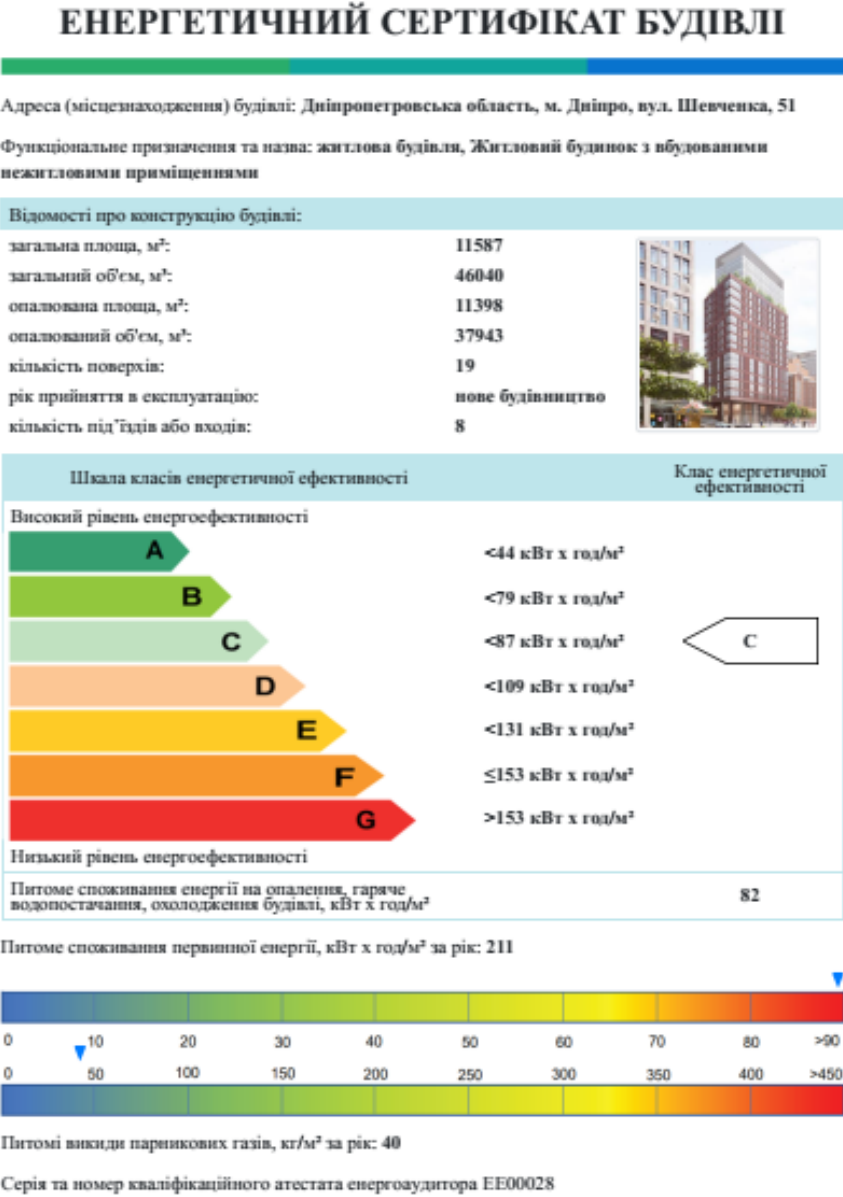 ЕНЕРГЕТИЧНИЙ СЕРТИФІКАТ БУДІВЛІ
Адреса (місцезнаходження) будівлі: Дніпропетровська область, м. Дніпро, вул. Шевченка, 51
Функціональне призначення та назва: житлова будівля, Житловий будинок з вбудованими
нежитловими приміщеннями
Відомості про конструкцію будівлі:
загальна площа, м²: 11587
загальний об'єм, м³: 46040
опалювана площа, м²: 11398
опалюваний об'єм, м³: 37943
кількість поверхів: 19
рік прийняття в експлуатацію: нове будівництво
кількість під’їздів або входів: 8
Шкала класів енергетичної ефективності
Клас енергетичної
ефективності
Високий рівень енергоефективності
A <44 кВт х год/м²
B <79 кВт х год/м²
C <87 кВт х год/м² C
D <109 кВт х год/м²
E <131 кВт х год/м²
F ≤153 кВт х год/м²
G >153 кВт х год/м²
Низький рівень енергоефективності
Питоме споживання енергії на опалення, гаряче
водопостачання, охолодження будівлі, кВт х год/м² 82
Питоме споживання первинної енергії, кВт х год/м² за рік: 211
0 10 20 30 40 50 60 70 80 >90
0 50 100 150 200 250 300 350 400 >450
Питомі викиди парникових газів, кг/м² за рік: 40
Серія та номер кваліфікаційного атестата енергоаудитора EE00028